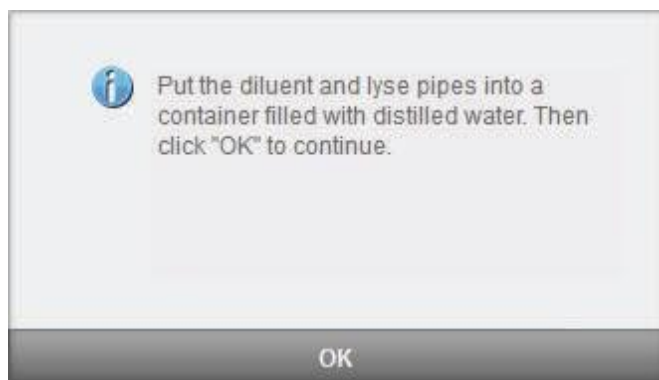 Put the diluent and lyse pipes into a
container filled with distilled water. Then
click "OK" to continue.
OK